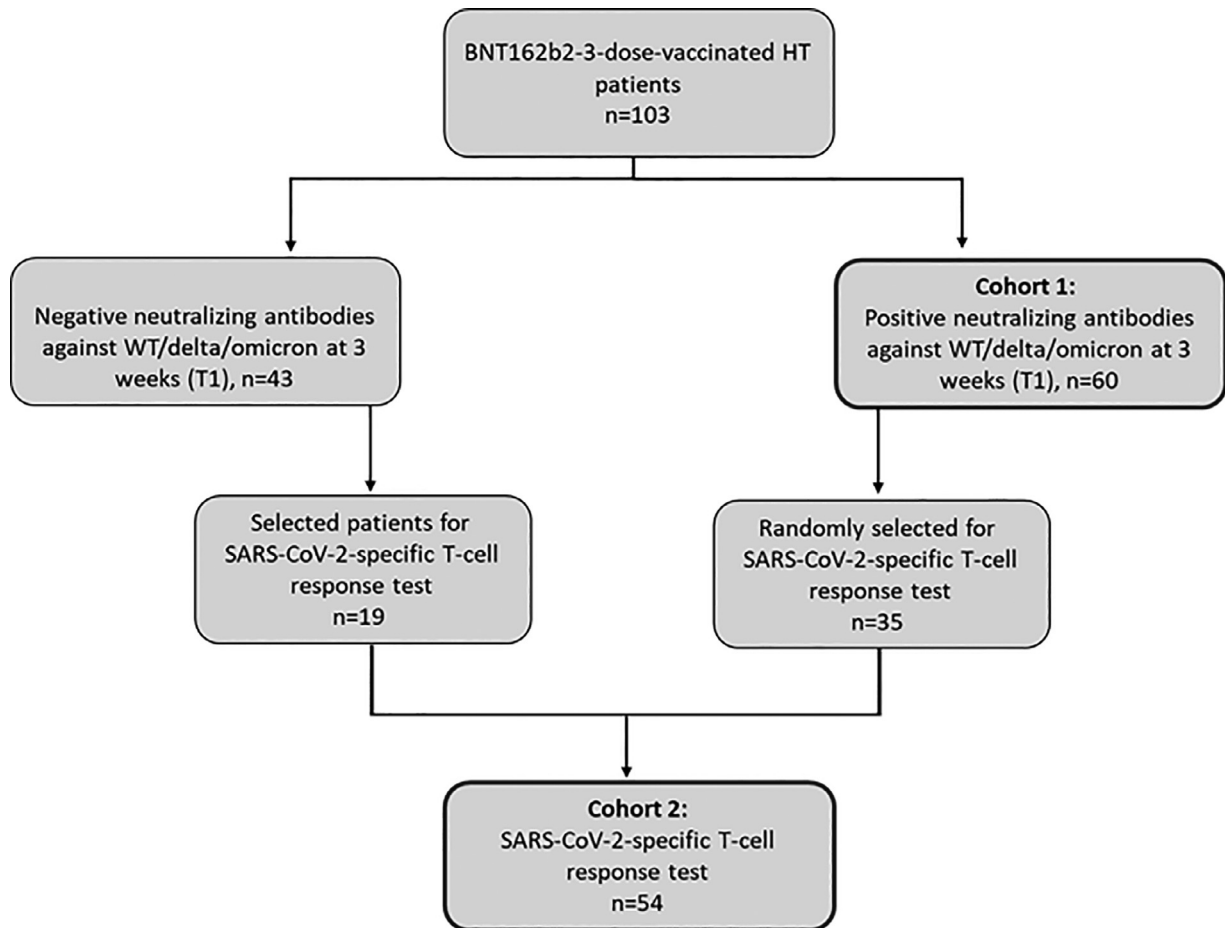 BNT162b2-3-dose-vaccinated HT
patients
n=103
Negative neutralizing antibodies
against WT/delta/omicron at 3
weeks (T1), n=43
Cohort 1:
Positive neutralizing antibodies
against WT/delta/omicron at 3
weeks (T1), n=60
Selected patients for
SARS-CoV-2-specific T-cell
response test
n=19
Randomly selected for
SARS-CoV-2-specific T-cell
response test
n=35
Cohort 2:
SARS-CoV-2-specific T-cell
response test
n=54